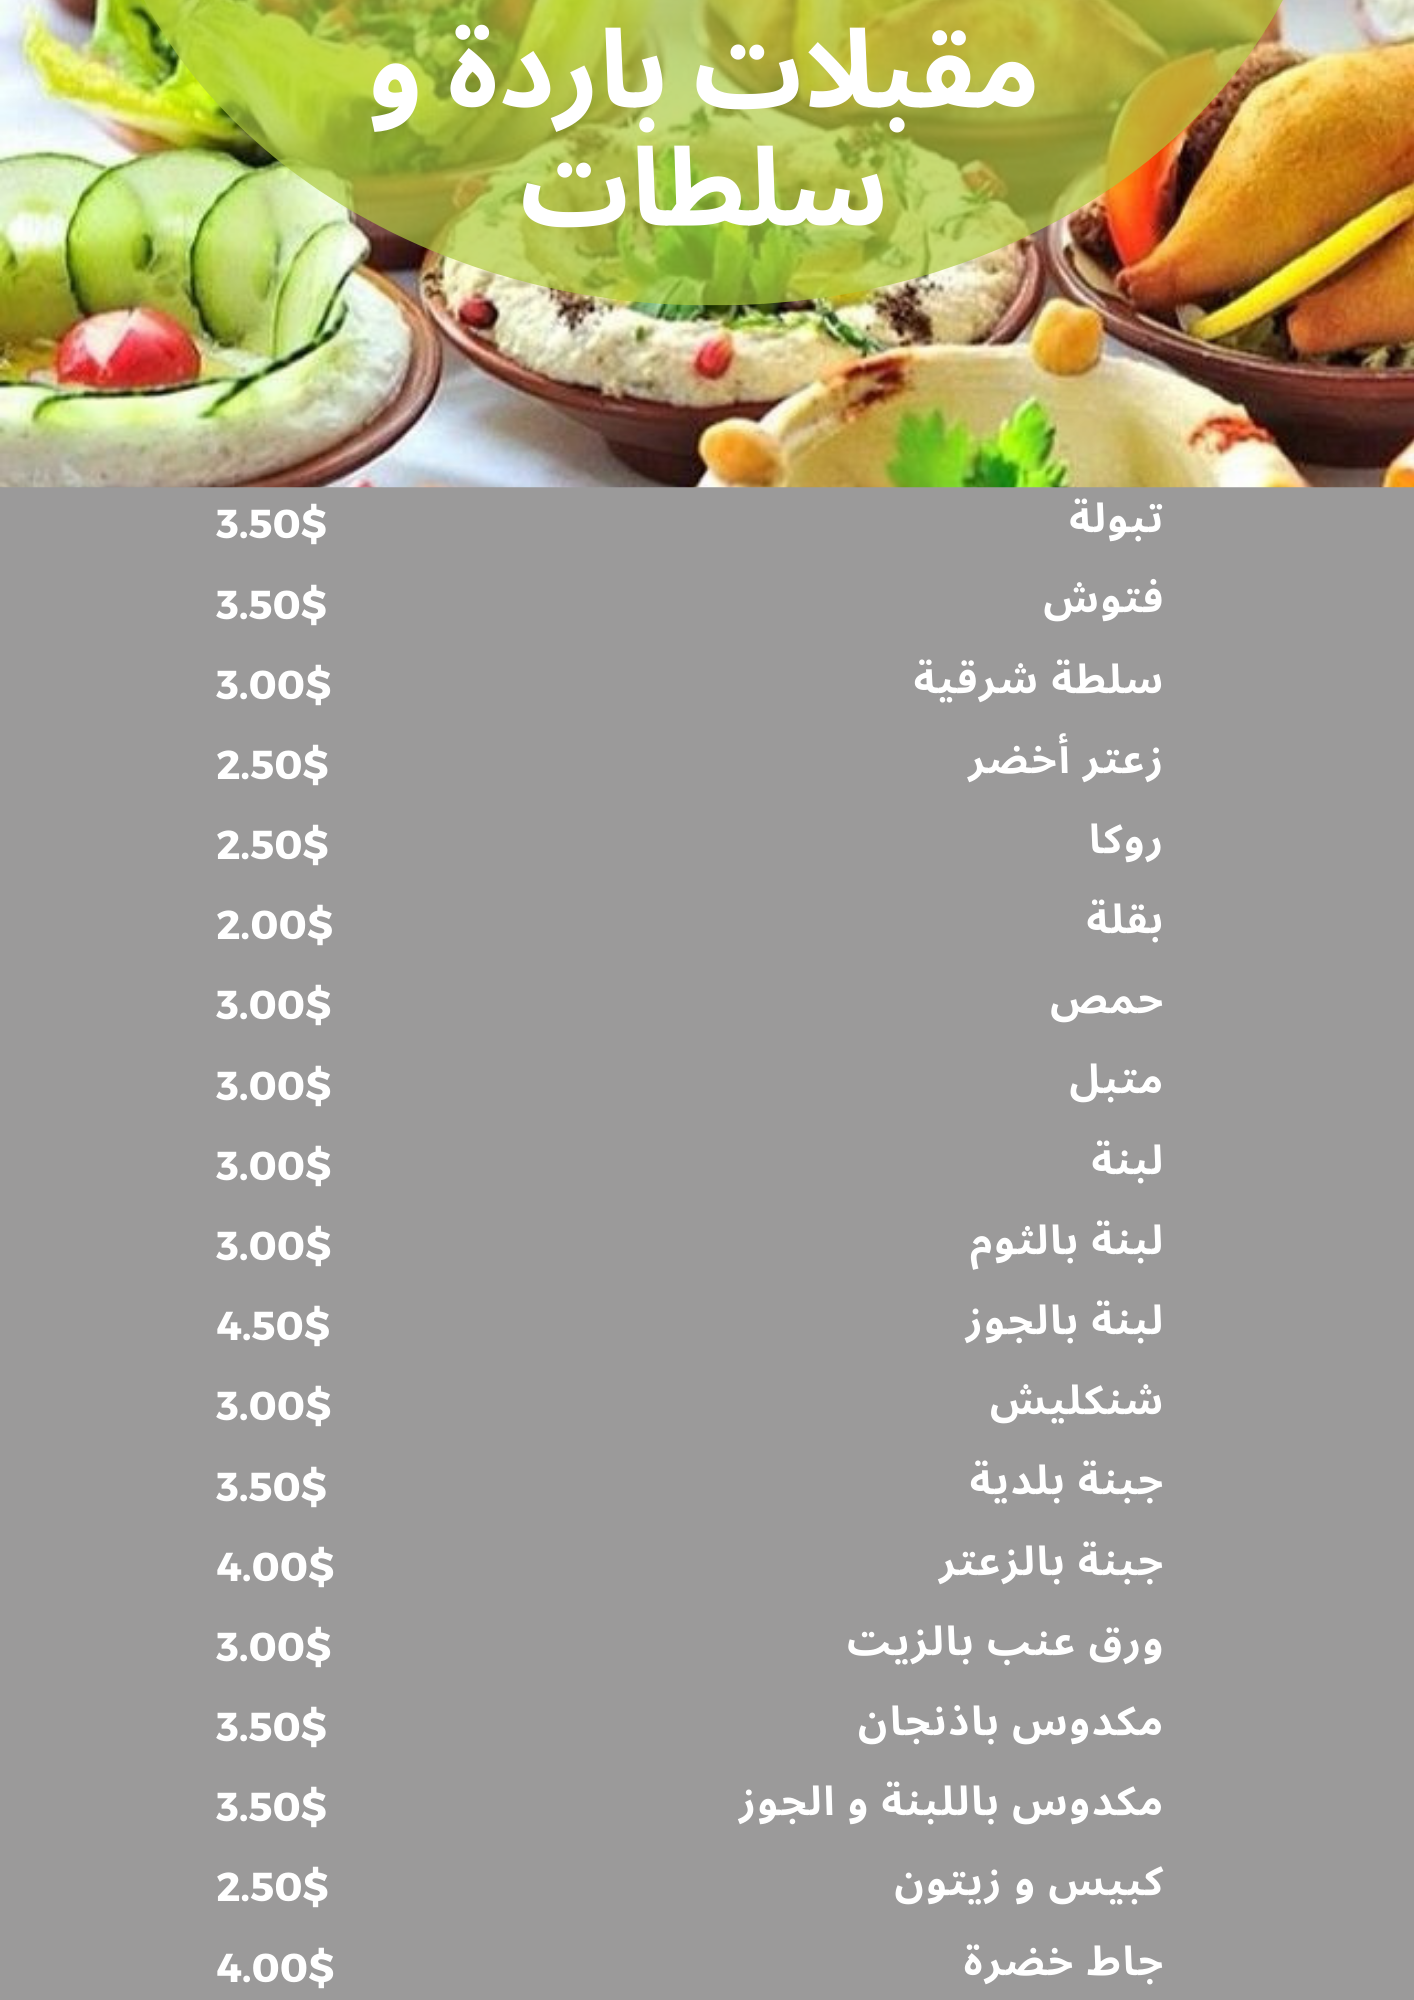 مقبلات باردة و
سلطات
تبولة 3.50$
فتوش 3.50$
سلطة شرقية 3.00$
زعتر أخضر 2.50$
روكا 2.50$
بقلة 2.00$
حمص 3.00$
متبل 3.00$
لبنة 3.00$
لبنة بالثوم 3.00$
لبنة بالجوز 4.50$
شنكليش 3.00$
جبنة بلدية 3.50$
جبنة بالزعتر 4.00$
ورق عنب بالزيت 3.00$
مكدوس باذنجان 3.50$
مكدوس باللبنة و الجوز 3.50$
كبيس و زيتون 2.50$
جاط خضرة 4.00$